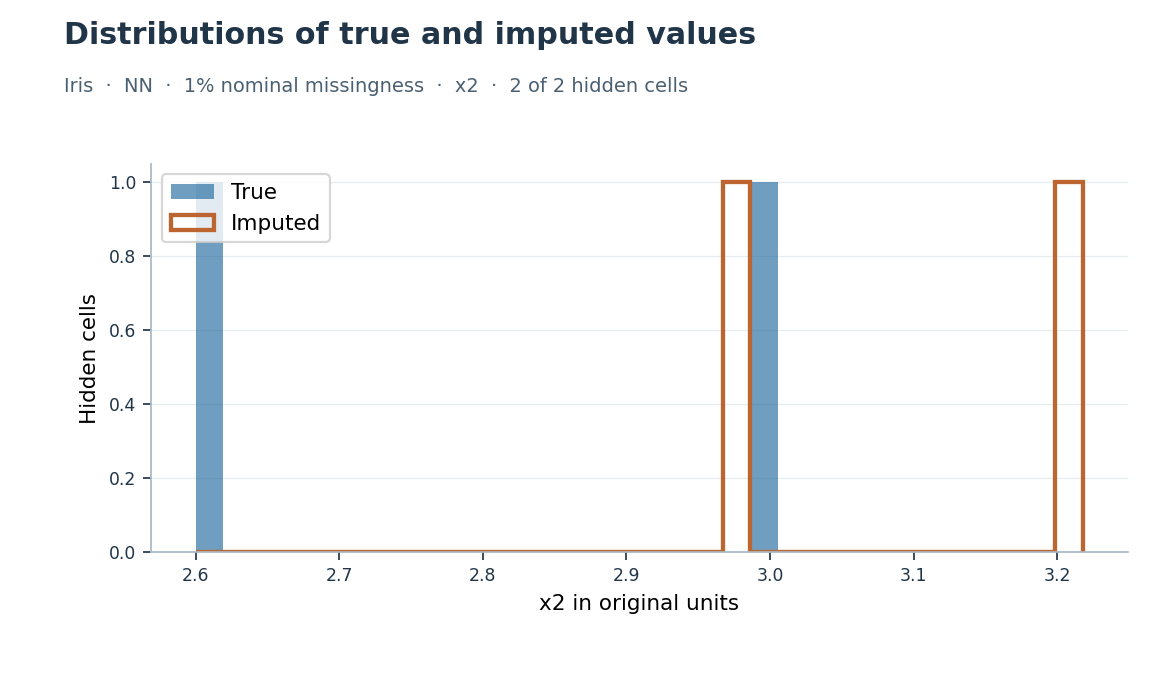 Distributions of true and imputed values
Iris · NN · 1% nominal missingness · x2 · 2 of 2 hidden cells
True
Imputed
Hidden cells
1.0
0.8
0.6
0.4
0.2
0.0
2.6 2.7 2.8 2.9 3.0 3.1 3.2
x2 in original units